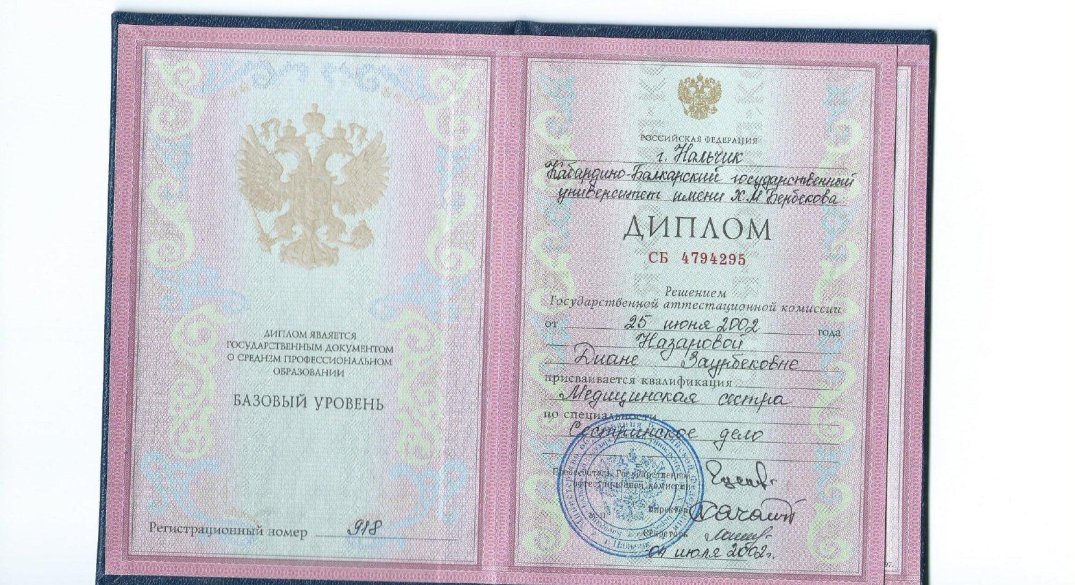 ДИПЛОМ ЯВЛЯЕТСЯ
ГОСУДАРСТВЕННЫМ ДОКУМЕНТОМ
О СРЕДНЕМ ПРОФЕССИОНАЛЬНОМ
ОБРАЗОВАНИИ
БАЗОВЫЙ УРОВЕНЬ
Регистрационный номер 918
РОССИЙСКАЯ ФЕДЕРАЦИЯ
г. Нальчик
Кабардино-Балкарский государственный
университет имени Х.М Бербекова
ДИПЛОМ
СБ 4794295
Решением
Государственной аттестационной комиссии
от 25 июня 2002 года
Назаровой
Диане Заурбековне
присваивается квалификация
Медицинская сестра
по специальности
Сестринское дело
Председатель Государственной
аттестационной комиссии
Директор
Секретарь
04 июля 2002г.